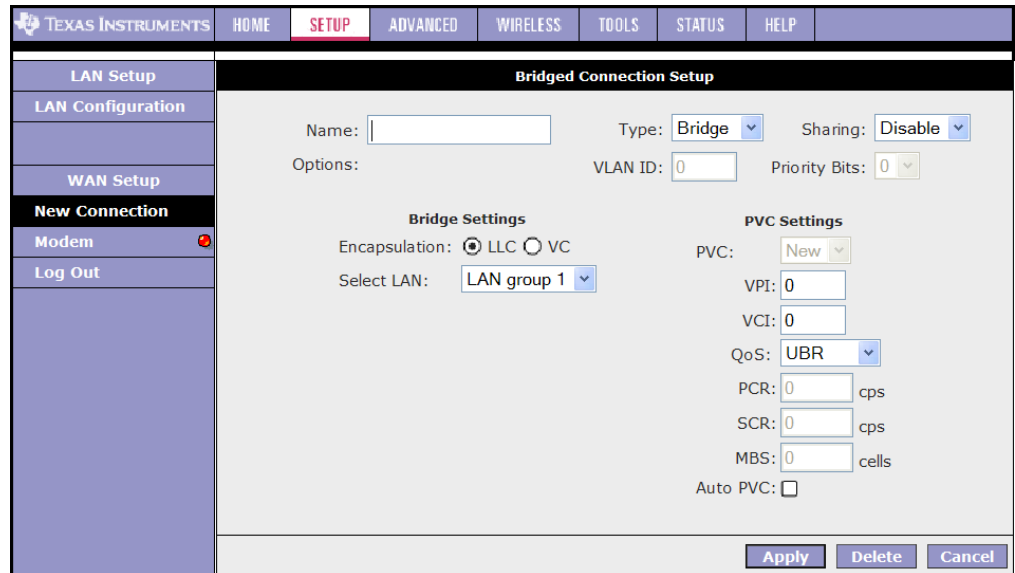 TEXAS INSTRUMENTS HOME SETUP ADVANCED WIRELESS TOOLS STATUS HELP
LAN Setup
LAN Configuration
WAN Setup
New Connection
Modem
Log Out
Bridged Connection Setup
Name: Type: Bridge Sharing: Disable
Options: VLAN ID: 0 Priority Bits: 0
Bridge Settings
Encapsulation: LLC VC
Select LAN: LAN group 1
PVC Settings
PVC: New
VPI: 0
VCI: 0
QoS: UBR
PCR: 0 cps
SCR: 0 cps
MBS: 0 cells
Auto PVC:
Apply Delete Cancel